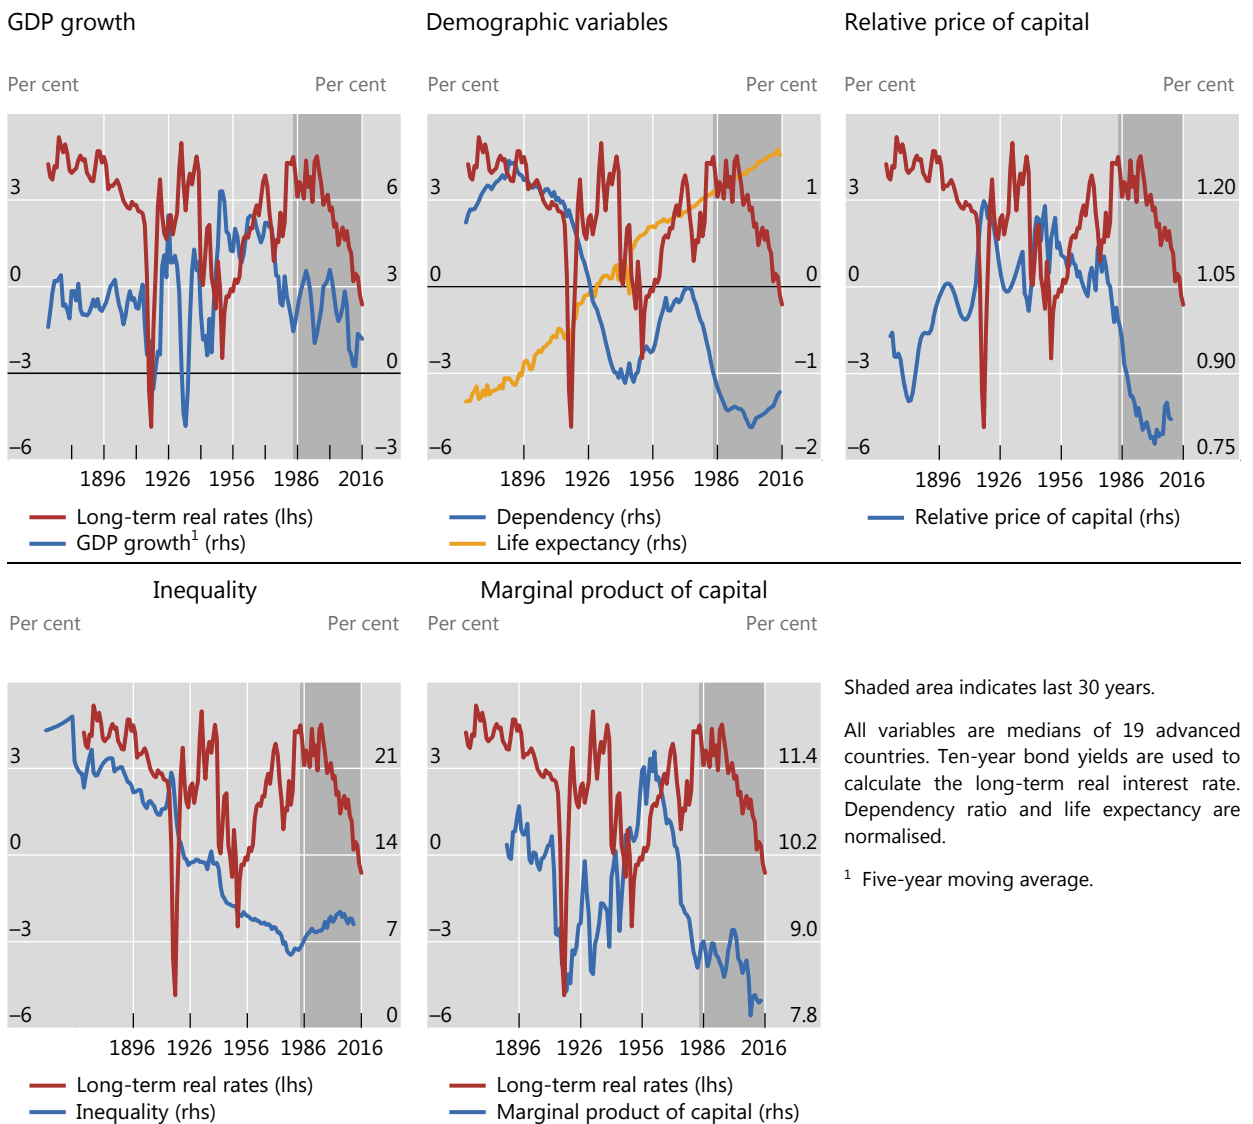 GDP growth
Demographic variables
Relative price of capital
Per cent Per cent
Per cent Per cent
Per cent Per cent
3 6
0 3
–3 0
–6 –3
1896 1926 1956 1986 2016
Long-term real rates (lhs)
GDP growth1 (rhs)
3 1
0 0
–3 –1
–6 –2
1896 1926 1956 1986 2016
Dependency (rhs)
Life expectancy (rhs)
3 1.20
0 1.05
–3 0.90
–6 0.75
1896 1926 1956 1986 2016
Relative price of capital (rhs)
Inequality
Marginal product of capital
Per cent Per cent
Per cent Per cent
3 21
0 14
–3 7
–6 0
1896 1926 1956 1986 2016
Long-term real rates (lhs)
Inequality (rhs)
3 11.4
0 10.2
–3 9.0
–6 7.8
1896 1926 1956 1986 2016
Long-term real rates (lhs)
Marginal product of capital (rhs)
Shaded area indicates last 30 years.
All variables are medians of 19 advanced
countries. Ten-year bond yields are used to
calculate the long-term real interest rate.
Dependency ratio and life expectancy are
normalised.
1 Five-year moving average.